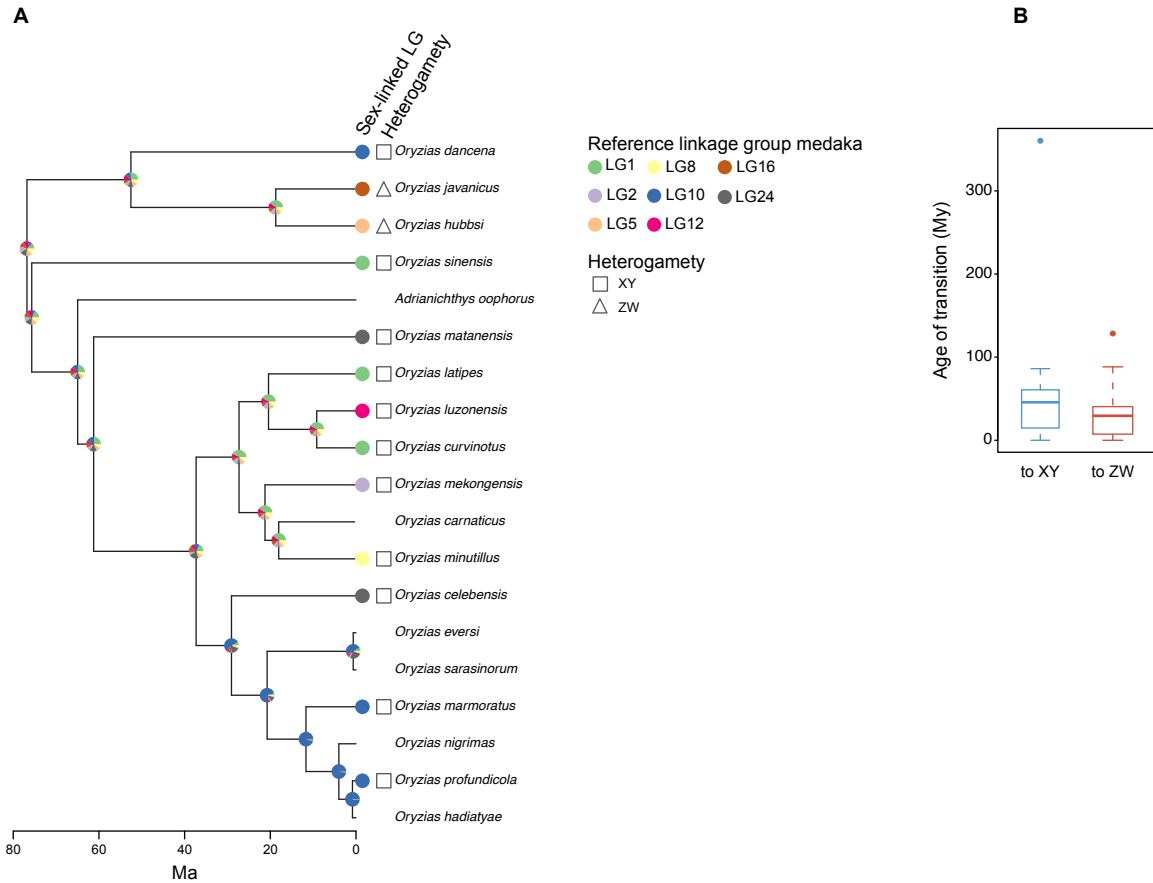 A
B
Sex-linked LG
Heterogamety
Oryzias dancena
Oryzias javanicus
Oryzias hubbsi
Oryzias sinensis
Adrianichthys oophorus
Oryzias matanensis
Oryzias latipes
Oryzias luzonensis
Oryzias curvinotus
Oryzias mekongensis
Oryzias carnaticus
Oryzias minutillus
Oryzias celebensis
Oryzias eversi
Oryzias sarasinorum
Oryzias marmoratus
Oryzias nigrimas
Oryzias profundicola
Oryzias hadiatyae
80 60 40 20 0
Ma
Reference linkage group medaka
LG1 LG8 LG16
LG2 LG10 LG24
LG5 LG12
Heterogamety
XY
ZW
Age of transition (My)
300
200
100
0
to XY to ZW